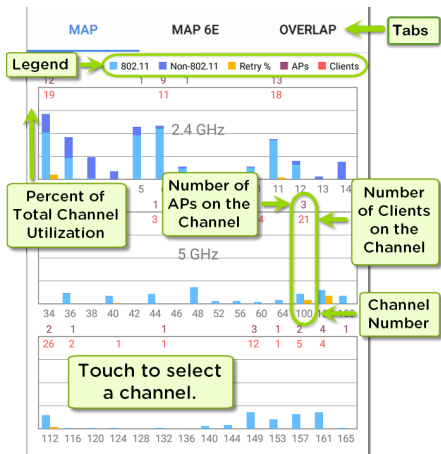 MAP MAP 6E OVERLAP
Tabs
Legend
802.11 Non-802.11 Retry % APs Clients
12 1 9 1 13
19 11 18
2.4 GHz
5 6 11 12 13 14
Percent of
Total Channel
Utilization
Number of
APs on the
Channel
Number
of Clients
on the
Channel
1 3
3 4 21
5 GHz
Channel
Number
34 36 38 40 42 44 46 48 52 56 60 64 100
2 1 1 3 1 2 4 1
26 2 1 1 12 1 5 4
Touch to select
a channel.
112 116 120 124 128 132 136 140 144 149 153 157 161 165